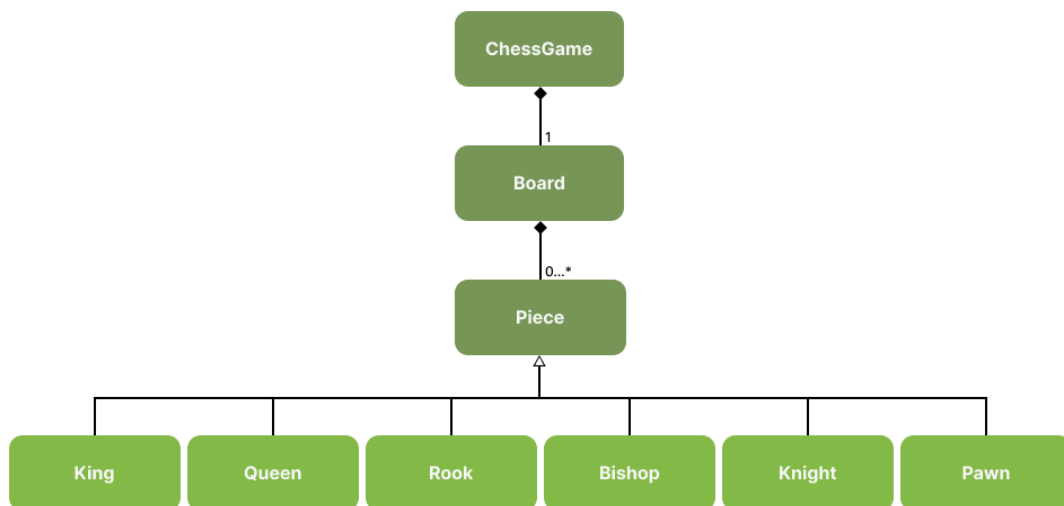 ChessGame
1
Board
0...*
Piece
King
Queen
Rook
Bishop
Knight
Pawn